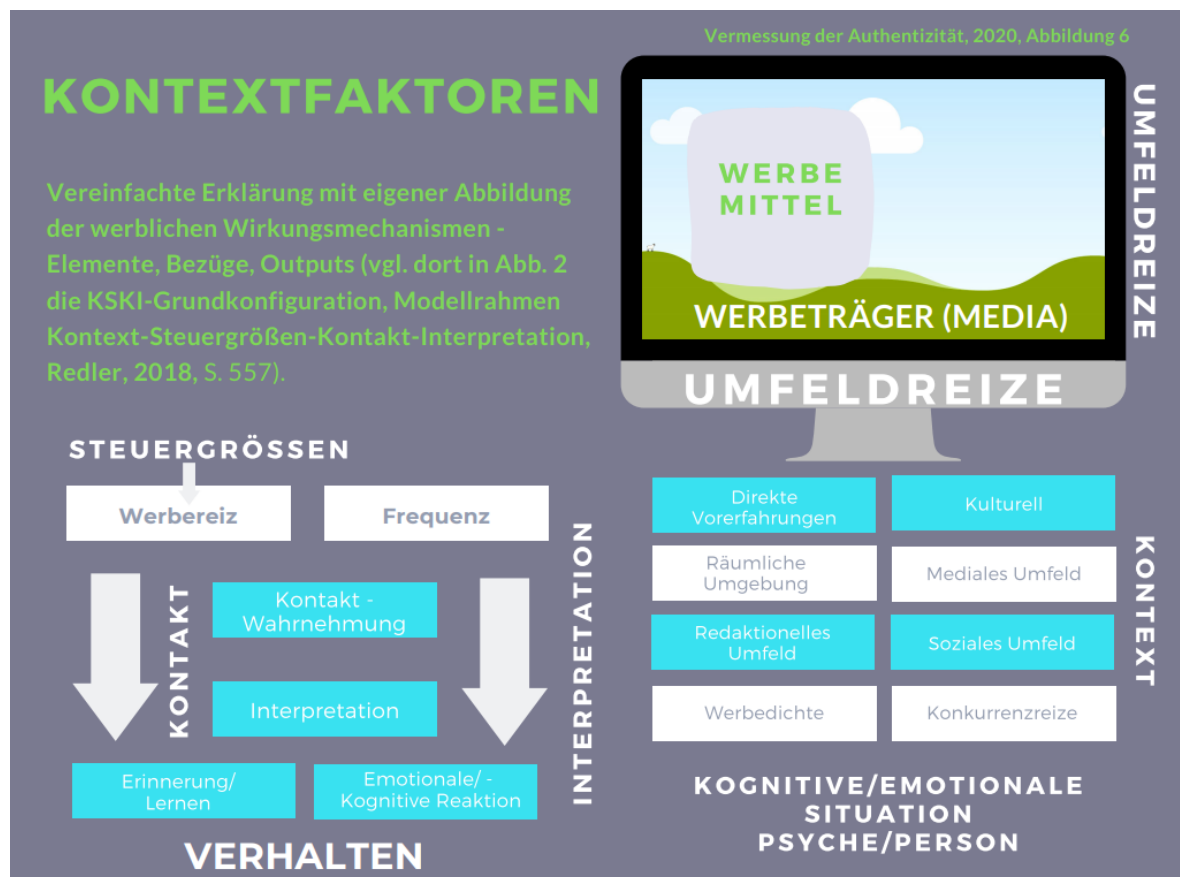 Vermessung der Authentizität, 2020, Abbildung 6
KONTEXTFAKTOREN
Vereinfachte Erklärung mit eigener Abbildung
der werblichen Wirkungsmechanismen -
Elemente, Bezüge, Outputs (vgl. dort in Abb. 2
die KSKI-Grundkonfiguration, Modellrahmen
Kontext-Steuergrößen-Kontakt-Interpretation,
Redler, 2018, S. 557).
WERBE
MITTEL
WERBETRÄGER (MEDIA)
UMFELDREIZE
UMFELDREIZE
STEUERGRÖSSEN
Werbereiz
Frequenz
KONTAKT
Kontakt -
Wahrnehmung
Interpretation
INTERPRETATION
Erinnerung/
Lernen
Emotionale/ -
Kognitive Reaktion
VERHALTEN
Direkte
Vorerfahrungen
Kulturell
Räumliche
Umgebung
Mediales Umfeld
Redaktionelles
Umfeld
Soziales Umfeld
Werbedichte
Konkurrenzreize
KONTEXT
KOGNITIVE/EMOTIONALE
SITUATION
PSYCHE/PERSON